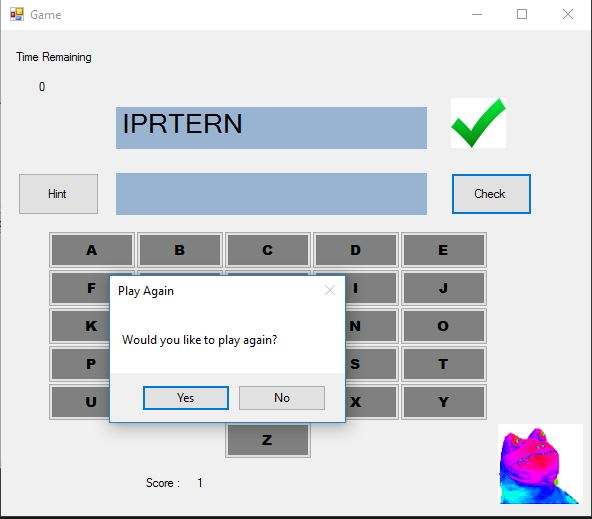 Game
Time Remaining
0
IPRTERN
Hint
Check
A B C D E
F I J
K N O
P S T
U X Y
Play Again
Would you like to play again?
Yes No
Z
Score : 1